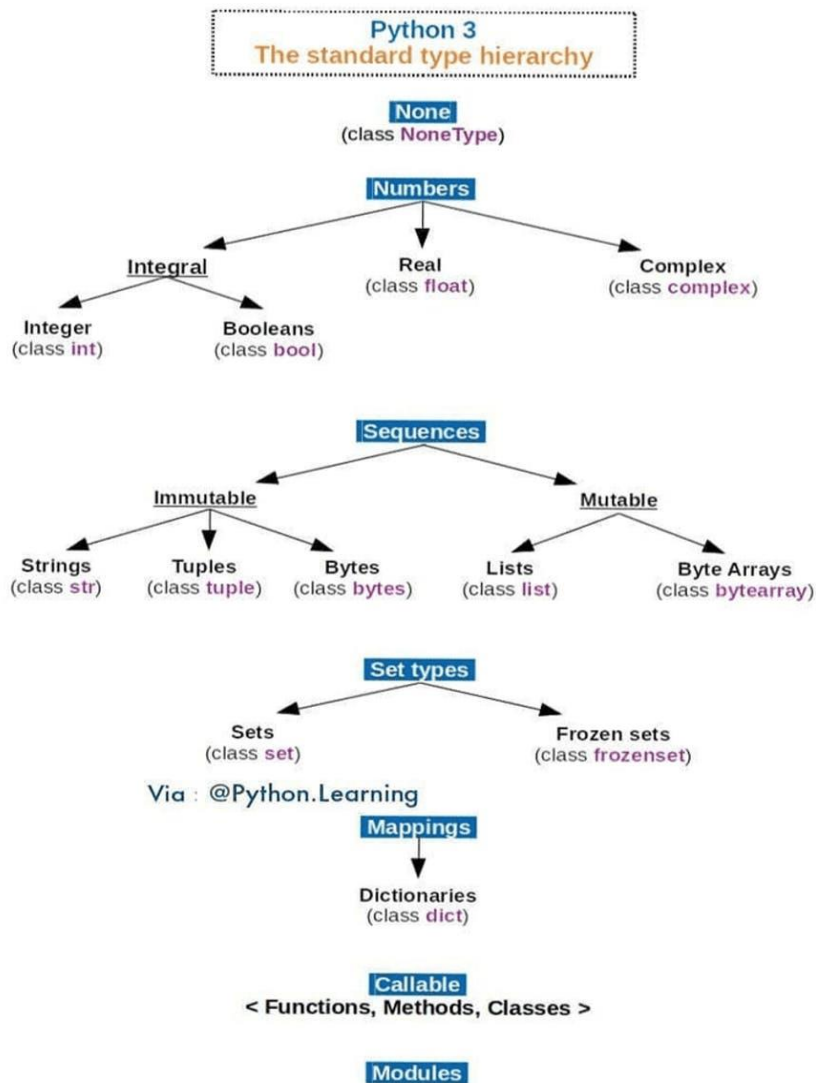 Python 3
The standard type hierarchy
None
(class NoneType)
Numbers
Integral
Real
(class float)
Complex
(class complex)
Integer
(class int)
Booleans
(class bool)
Sequences
Immutable
Mutable
Strings
(class str)
Tuples
(class tuple)
Bytes
(class bytes)
Lists
(class list)
Byte Arrays
(class bytearray)
Set types
Sets
(class set)
Frozen sets
(class frozenset)
Via : @Python.Learning
Mappings
Dictionaries
(class dict)
Callable
< Functions, Methods, Classes >
Modules